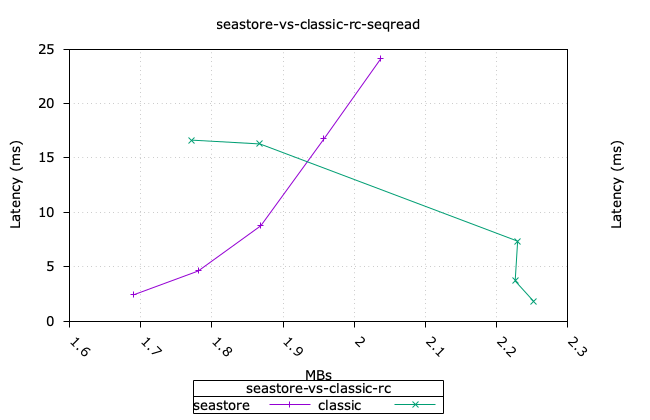 seastore-vs-classic-rc-seqread
25
20
15
10
5
0
Latency (ms)
Latency (ms)
1.6 1.7 1.8 1.9 2 2.1 2.2 2.3
MBs
seastore-vs-classic-rc
seastore classic